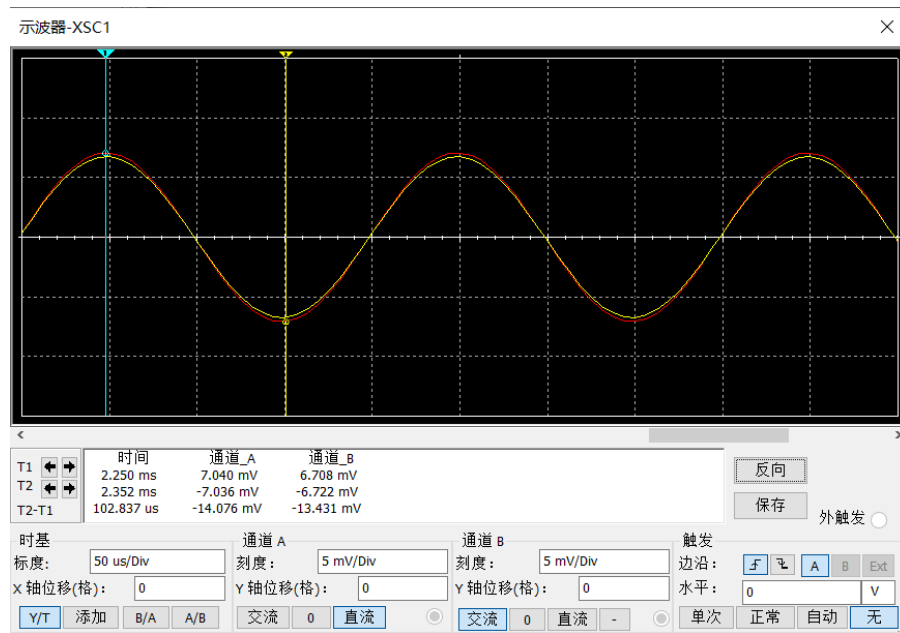 示波器-XSC1
1
2
时间 通道_A 通道_B
T1 2.250 ms 7.040 mV 6.708 mV
T2 2.352 ms -7.036 mV -6.722 mV
T2-T1 102.837 us -14.076 mV -13.431 mV
反向
保存
外触发
时基 通道 A 通道 B 触发
标度: 50 us/Div 刻度: 5 mV/Div 刻度: 5 mV/Div 边沿: A B Ext
X 轴位移(格): 0 Y 轴位移(格): 0 Y 轴位移(格): 0 水平: 0 V
Y/T 添加 B/A A/B 交流 0 直流 交流 0 直流 - 单次 正常 自动 无